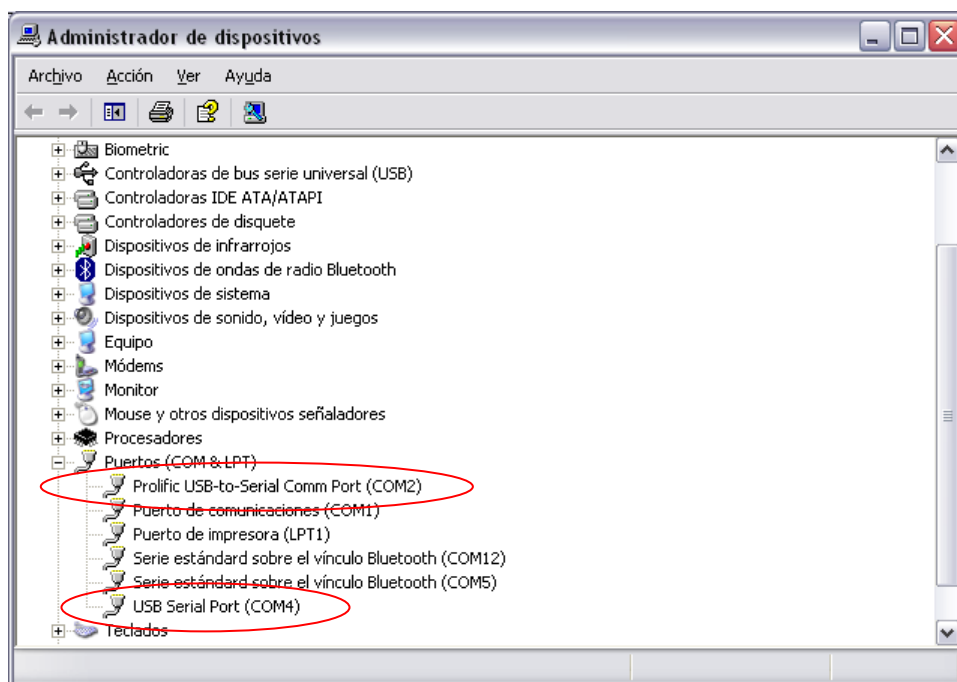 Administrador de dispositivos
Archivo Acción Ver Ayuda
Biometric
Controladoras de bus serie universal (USB)
Controladoras IDE ATA/ATAPI
Controladores de disquete
Dispositivos de infrarrojos
Dispositivos de ondas de radio Bluetooth
Dispositivos de sistema
Dispositivos de sonido, vídeo y juegos
Equipo
Módems
Monitor
Mouse y otros dispositivos señaladores
Procesadores
Puertos (COM & LPT)
Prolific USB-to-Serial Comm Port (COM2)
Puerto de comunicaciones (COM1)
Puerto de impresora (LPT1)
Serie estándard sobre el vínculo Bluetooth (COM12)
Serie estándard sobre el vínculo Bluetooth (COM5)
USB Serial Port (COM4)
Teclados